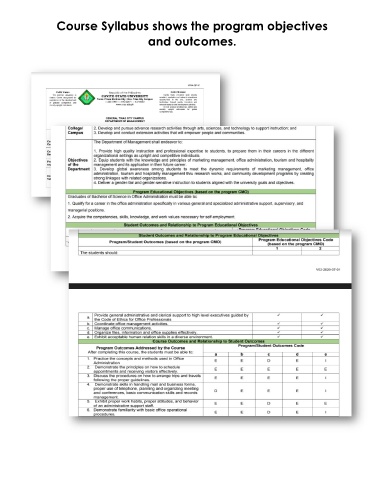 Course Syllabus shows the program objectives
and outcomes.
Republic of the Philippines
CAVITE STATE UNIVERSITY
DEPARTMENT OF MANAGEMENT
College/
Campus
2. Develop and pursue advance research activities through arts, sciences, and technology to support instruction; and
3. Develop and conduct extension activities that will empower people and communities.
Objectives
of the
Department
The Department of Management shall endeavor to:
1. Provide high quality instruction and professional expertise to students, to prepare them in their careers in the different
organizational settings as upright and competitive individuals.
2. Equip students with the knowledge and principles of marketing management, office administration, tourism and hospitality
management and its application in their future career.
3. Develop global awareness among students to meet the dynamic requirements of marketing management, office
administration, tourism and hospitality management thru research works, and community development programs by creating
strong linkages with related organizations.
4. Deliver a gender-fair and gender-sensitive instruction to students aligned with the university goals and objectives.
Program Educational Objectives (based on the program CMO)
Graduates of Bachelor of Science in Office Administration must be able to:
1. Qualify for a career in the office administration specifically in various general and specialized administrative support, supervisory, and
managerial positions.
2. Acquire the competencies, skills, knowledge, and work values necessary for self-employment.
Student Outcomes and Relationship to Program Educational Objectives
Student Outcomes and Relationship to Program Educational Objectives
Program/Student Outcomes (based on the program CMO)
Program Educational Objectives Code
(based on the program CMO)
1 2
The students should:
a. Provide general administrative and clerical support to high level executives guided by
the Code of Ethics for Office Professionals. ✓ ✓
b. Coordinate office management activities. ✓ ✓
c. Manage office communications. ✓ ✓
d. Organize files, information and office supplies effectively. ✓ ✓
e. Exhibit acceptable human relations skills in a diverse environment. ✓ ✓
Course Outcomes and Relationship to Student Outcomes
Program Outcomes Addressed by the Course
After completing this course, the students must be able to:
Program/Student Outcomes Code
a b c d e
1. Practice the concepts and methods used in Office
Administration E E D E I
2. Demonstrate the principles on how to schedule
appointments and receiving visitors effectively. E E E E E
3. Discuss the procedures on how to arrange trips and travels
following the proper guidelines. E E E E I
4. Demonstrate skills in handling mail and business forms,
proper use of telephone, planning and organizing meeting
and conferences, basic communication skills and records
management D E E E I
5. Exhibit proper work habits, proper attitudes, and behavior
of an administrative support staff. E E D E E
6. Demonstrate familiarity with basic office operational
procedures. E E D E I